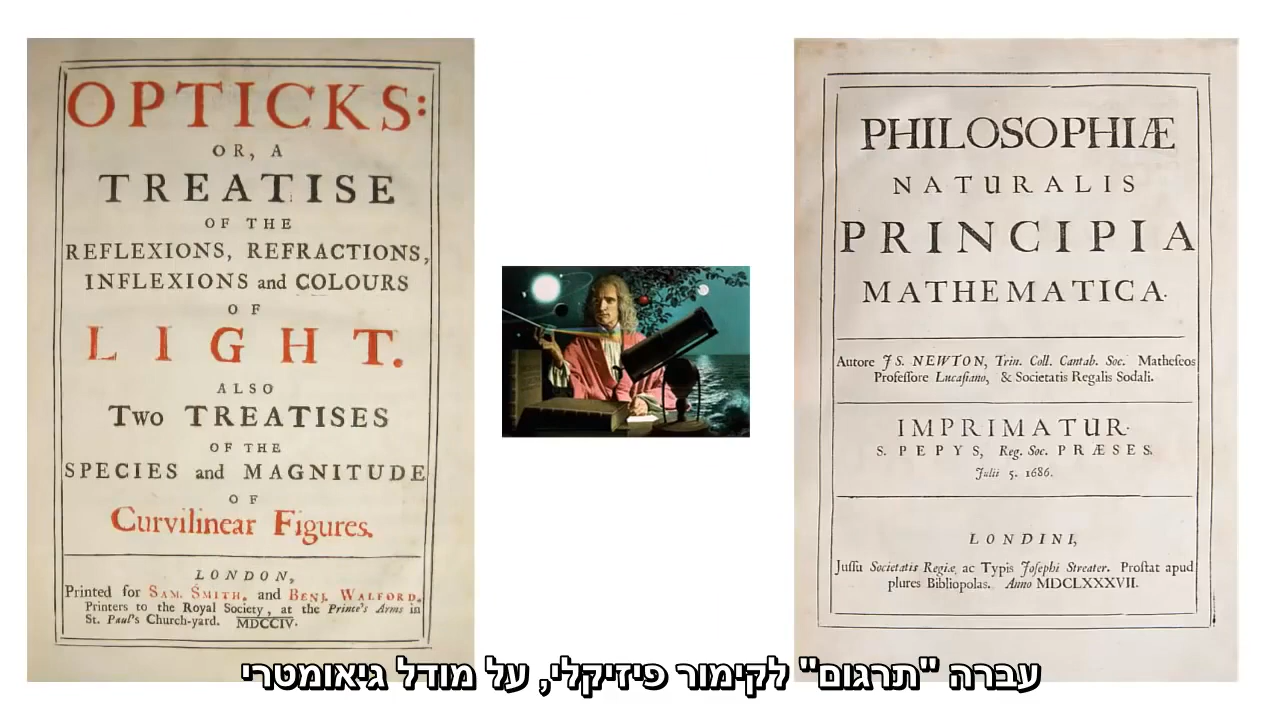 OPTICKS:
OR, A
TREATISE
OF THE
REFLEXIONS, REFRACTIONS,
INFLEXIONS and COLOURS
OF
LIGHT.
ALSO
Two TREATISES
OF THE
SPECIES and MAGNITUDE
OF
Curvilinear Figures.
LONDON,
Printed for SAM. SMITH, and BENJ. WALFORD,
Printers to the Royal Society, at the Prince's Arms in
St. Paul's Church-yard. MDCCIV.
PHILOSOPHIÆ
NATURALIS
PRINCIPIA
MATHEMATICA.
Autore JS. NEWTON, Trin. Coll. Cantab. Soc. Matheſeos
Profeſſore Lucaſiano, & Societatis Regalis Sodali.
IMPRIMATUR.
S. PEPYS, Reg. Soc. PRÆSES.
Julii 5. 1686.
LONDINI,
Juſſu Societatis Regiæ ac Typis Joſephi Streater. Proſtat apud
plures Bibliopolas. Anno MDCLXXXVII.
עברה "תרגום" לקימור פיזיקלי, על מודל גיאומטרי